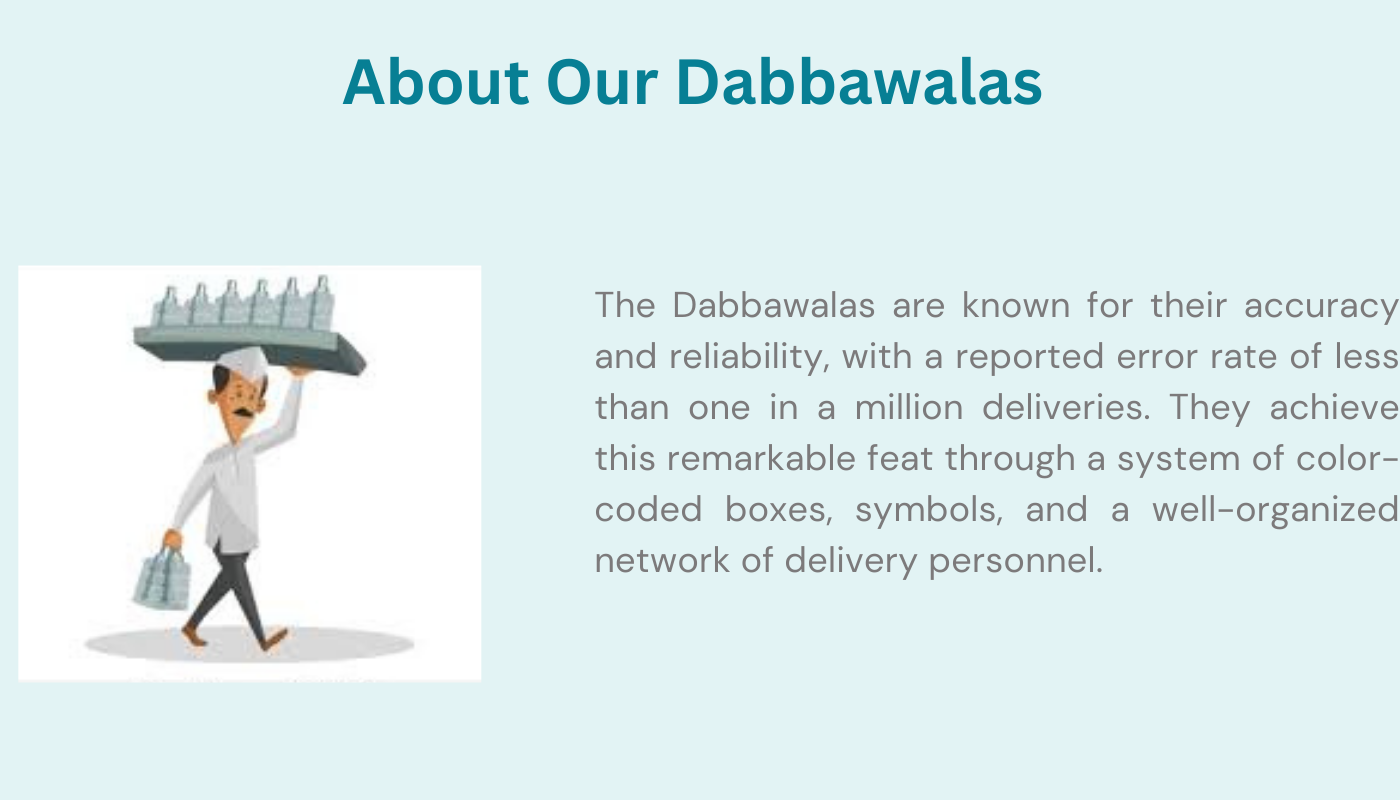 About Our Dabbawalas
The Dabbawalas are known for their accuracy
and reliability, with a reported error rate of less
than one in a million deliveries. They achieve
this remarkable feat through a system of color-
coded boxes, symbols, and a well-organized
network of delivery personnel.